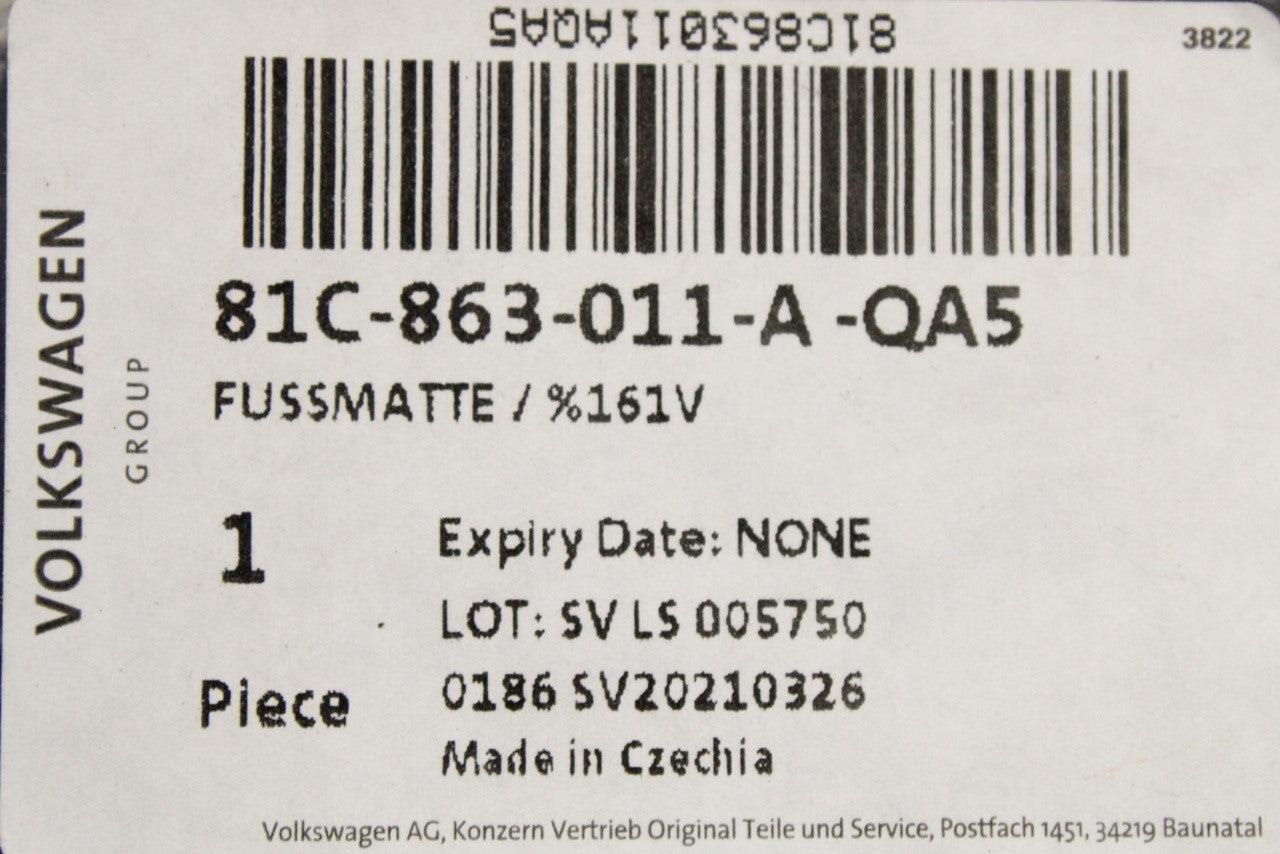 81C863011AQA5
3822
81C-863-011-A -QA5
FUSSMATTE / %161V
1
Piece
Expiry Date: NONE
LOT: SV LS 005750
0186 SV20210326
Made in Czechia
VOLKSWAGEN
GROUP
Volkswagen AG, Konzern Vertrieb Original Teile und Service, Postfach 1451, 34219 Baunatal